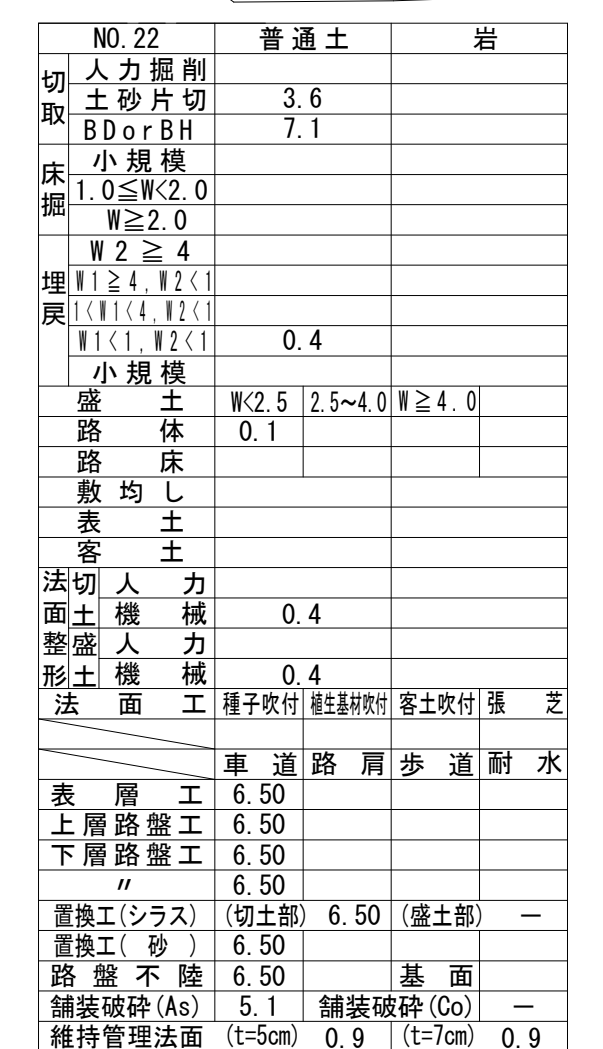 NO.22 普通土 岩
切取 人力掘削
土砂片切 3.6
BDorBH 7.1
床掘 小規模
1.0≦W<2.0
W≧2.0
埋戻 W2≧4
W1≧4,W2<1
1<W1<4,W2<1
W1<1,W2<1 0.4
小規模
盛土 W<2.5 2.5~4.0 W≧4.0
路体 0.1
路床
敷均し
表土
客土
法面整形 切土 人力
機械 0.4
盛土 人力
機械 0.4
法面工 種子吹付 植生基材吹付 客土吹付 張芝
車道 路肩 歩道 耐水
表層工 6.50
上層路盤工 6.50
下層路盤工 6.50
〃 6.50
置換工(シラス) (切土部) 6.50 (盛土部) ―
置換工(砂) 6.50
路盤不陸 6.50 基面
舗装破砕(As) 5.1 舗装破砕(Co) ―
維持管理法面 (t=5cm) 0.9 (t=7cm) 0.9